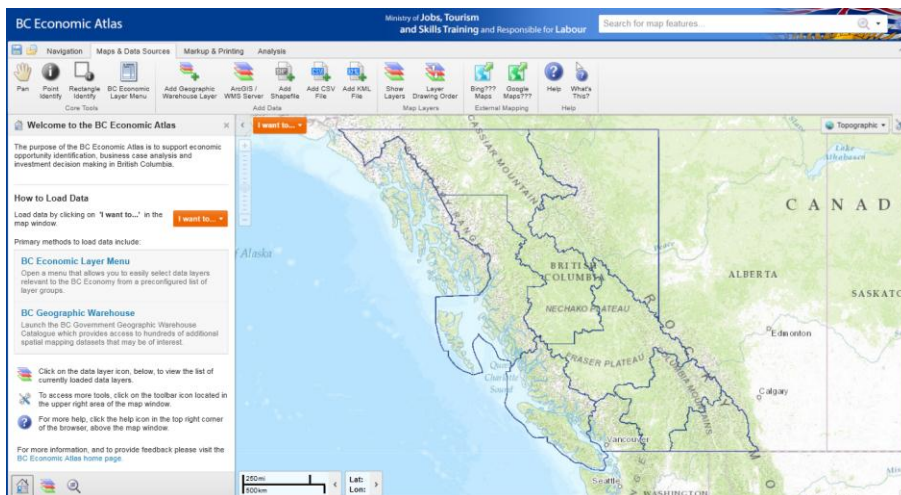 BC Economic Atlas
Ministry of Jobs, Tourism
and Skills Training and Responsible for Labour
Search for map features...
Navigation
Maps & Data Sources
Markup & Printing
Analysis
Pan
Point Identify
Rectangle Identify
BC Economic Layer Menu
Add Geographic Warehouse Layer
ArcGIS / WMS Server
Add Shapefile
Add CSV File
Add KML File
Show Layers
Layer Drawing Order
Bing??? Maps
Google Maps???
Help
What's This?
Core Tools
Add Data
Map Layers
External Mapping
Help
Welcome to the BC Economic Atlas
The purpose of the BC Economic Atlas is to support economic
opportunity identification, business case analysis and
investment decision making in British Columbia.
How to Load Data
Load data by clicking on 'I want to...' in the
map window.
I want to...
Primary methods to load data include:
BC Economic Layer Menu
Open a menu that allows you to easily select data layers
relevant to the BC Economy from a preconfigured list of
layer groups.
BC Geographic Warehouse
Launch the BC Government Geographic Warehouse
Catalogue which provides access to hundreds of additional
spatial mapping datasets that may be of interest.
Click on the data layer icon, below, to view the list of
currently loaded data layers.
To access more tools, click on the toolbar icon located in
the upper right area of the map window.
For more help, click the help icon in the top right corner
of the browser, above the map window.
For more information, and to provide feedback please visit the
BC Economic Atlas home page.
I want to...
Topographic
CASSIAR MOUNTAIN
Lake
Athabasca
CANAD
f Alaska
Peace
BRITISH
COLUMBIA
ALBERTA
SASKATC
NECHAKO PLATEAU
Edmonton
FRASER PLATEAU
Queen
Charlotte
Sound
COLUMBIA MOUNTAINS
Calgary
Vancouver
Seattle
WASHINGTON
250mi
500km
Lat:
Lon: